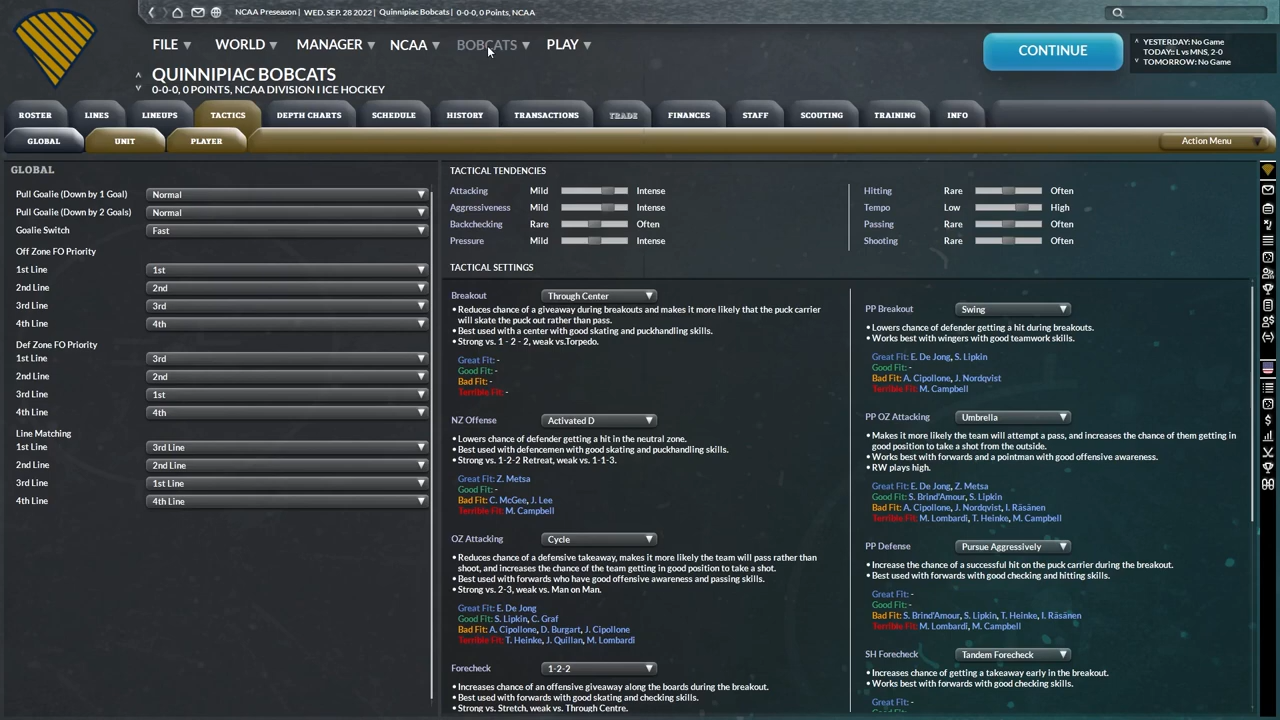 NCAA Preseason | WED. SEP. 28 2022 | Quinnipiac Bobcats | 0-0-0, 0 Points, NCAA
FILE WORLD MANAGER NCAA BOBCATS PLAY
CONTINUE
YESTERDAY: No Game
TODAY:: L vs MNS, 2-0
TOMORROW: No Game
QUINNIPIAC BOBCATS
0-0-0, 0 POINTS, NCAA DIVISION I ICE HOCKEY
ROSTER LINES LINEUPS TACTICS DEPTH CHARTS SCHEDULE HISTORY TRANSACTIONS TRADE FINANCES STAFF SCOUTING TRAINING INFO
GLOBAL UNIT PLAYER Action Menu
GLOBAL
Pull Goalie (Down by 1 Goal) Normal
Pull Goalie (Down by 2 Goals) Normal
Goalie Switch Fast
Off Zone FO Priority
1st Line 1st
2nd Line 2nd
3rd Line 3rd
4th Line 4th
Def Zone FO Priority
1st Line 3rd
2nd Line 2nd
3rd Line 1st
4th Line 4th
Line Matching
1st Line 3rd Line
2nd Line 2nd Line
3rd Line 1st Line
4th Line 4th Line
TACTICAL TENDENCIES
Attacking Mild Intense
Aggressiveness Mild Intense
Backchecking Rare Often
Pressure Mild Intense
Hitting Rare Often
Tempo Low High
Passing Rare Often
Shooting Rare Often
TACTICAL SETTINGS
Breakout Through Center
• Reduces chance of a giveaway during breakouts and makes it more likely that the puck carrier
will skate the puck out rather than pass.
• Best used with a center with good skating and puckhandling skills.
• Strong vs. 1 - 2 - 2, weak vs.Torpedo.
Great Fit: -
Good Fit: -
Bad Fit: -
Terrible Fit: -
NZ Offense Activated D
• Lowers chance of defender getting a hit in the neutral zone.
• Best used with defencemen with good skating and puckhandling skills.
• Strong vs. 1-2-2 Retreat, weak vs. 1-1-3.
Great Fit: Z. Metsa
Good Fit: -
Bad Fit: C. McGee, J. Lee
Terrible Fit: M. Campbell
OZ Attacking Cycle
• Reduces chance of a defensive takeaway, makes it more likely the team will pass rather than
shoot, and increases the chance of the team getting in good position to take a shot.
• Best used with forwards who have good offensive awareness and passing skills.
• Strong vs. 2-3, weak vs. Man on Man.
Great Fit: E. De Jong
Good Fit: S. Lipkin, C. Graf
Bad Fit: A. Cipollone, D. Burgart, J. Cipollone
Terrible Fit: T. Heinke, J. Quillan, M. Lombardi
Forecheck 1-2-2
• Increases chance of an offensive giveaway along the boards during the breakout.
• Best used with forwards with good skating and checking skills.
• Strong vs. Stretch, weak vs. Through Centre.
PP Breakout Swing
• Lowers chance of defender getting a hit during breakouts.
• Works best with wingers with good teamwork skills.
Great Fit: E. De Jong, S. Lipkin
Good Fit: -
Bad Fit: A. Cipollone, J. Nordqvist
Terrible Fit: M. Campbell
PP OZ Attacking Umbrella
• Makes it more likely the team will attempt a pass, and increases the chance of them getting in
good position to take a shot from the outside.
• Works best with forwards and a pointman with good offensive awareness.
• RW plays high.
Great Fit: E. De Jong, Z. Metsa
Good Fit: S. Brind'Amour, S. Lipkin
Bad Fit: A. Cipollone, J. Nordqvist, I. Räsänen
Terrible Fit: M. Lombardi, T. Heinke, M. Campbell
PP Defense Pursue Aggressively
• Increase the chance of a successful hit on the puck carrier during the breakout.
• Best used with forwards with good checking and hitting skills.
Great Fit: -
Good Fit: -
Bad Fit: S. Brind'Amour, S. Lipkin, T. Heinke, I. Räsänen
Terrible Fit: M. Lombardi, M. Campbell
SH Forecheck Tandem Forecheck
• Increases chance of getting a takeaway early in the breakout.
• Works best with forwards with good checking skills.
Great Fit: -